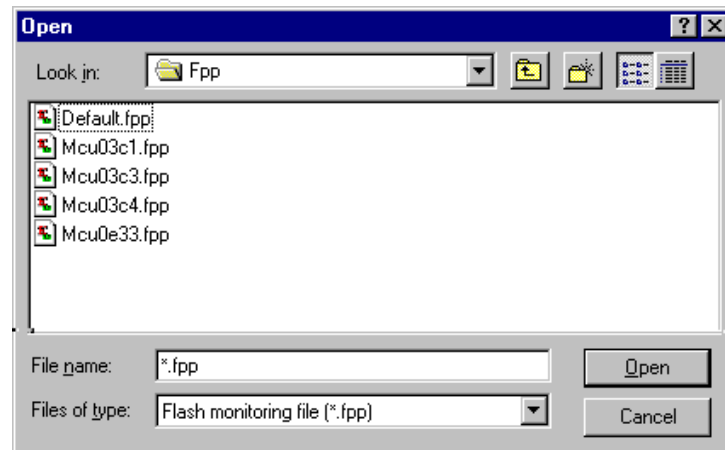 Open
Look in: Fpp
Default.fpp
Mcu03c1.fpp
Mcu03c3.fpp
Mcu03c4.fpp
Mcu0e33.fpp
File name: *.fpp Open
Files of type: Flash monitoring file (*.fpp) Cancel